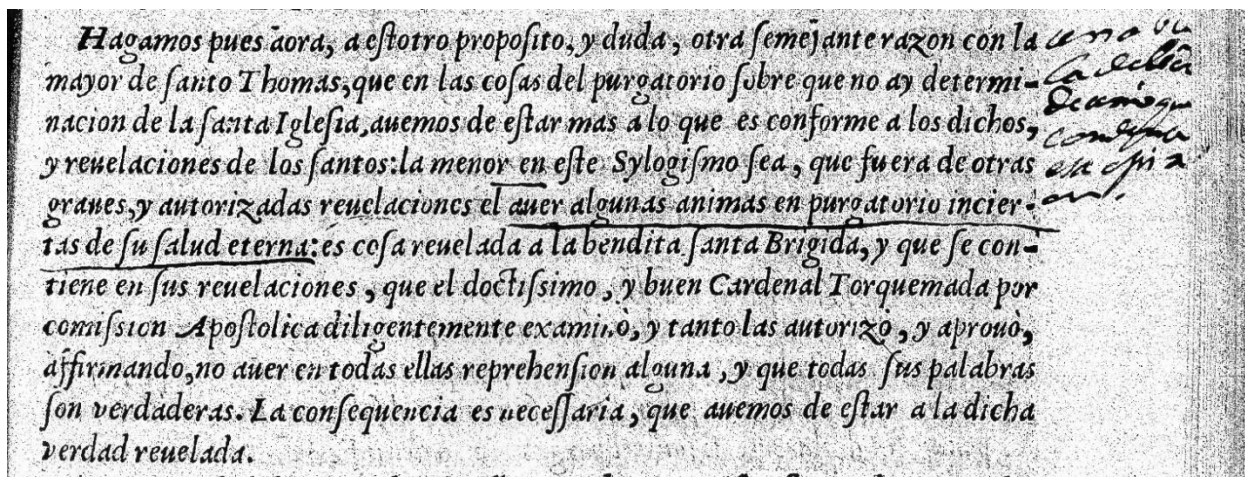 Hagamos pues aora, a eſtotro propoſito, y duda, otra ſemejante razon con la
mayor de ſanto Thomas, que en las coſas del purgatorio ſobre que no ay determi-
nacion de la ſanta Igleſia, auemos de eſtar mas a lo que es conforme a los dichos,
y reuelaciones de los ſantos: la menor en eſte Sylogiſmo ſea, que fuera de otras
graues, y autorizadas reuelaciones el auer algunas animas en purgatorio incier-
tas de ſu ſalud eterna: es coſa reuelada a la bendita ſanta Brigida, y que ſe con-
tiene en ſus reuelaciones, que el doctiſsimo, y buen Cardenal Torquemada por
comiſsion Apoſtolica diligentemente examinò, y tanto las autorizò, y aprouò,
affirmando, no auer en todas ellas reprehenſion alguna, y que todas ſus palabras
ſon verdaderas. La conſequencia es neceſſaria, que auemos de eſtar a la dicha
verdad reuelada.